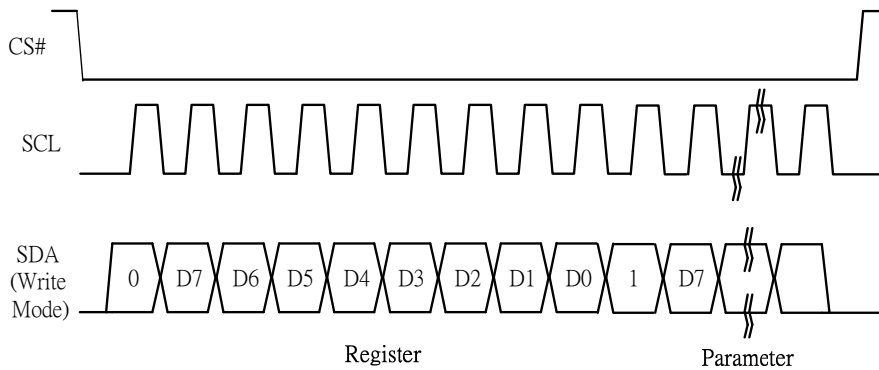 CS#
SCL
SDA
(Write
Mode)
0 D7 D6 D5 D4 D3 D2 D1 D0 1 D7
Register Parameter